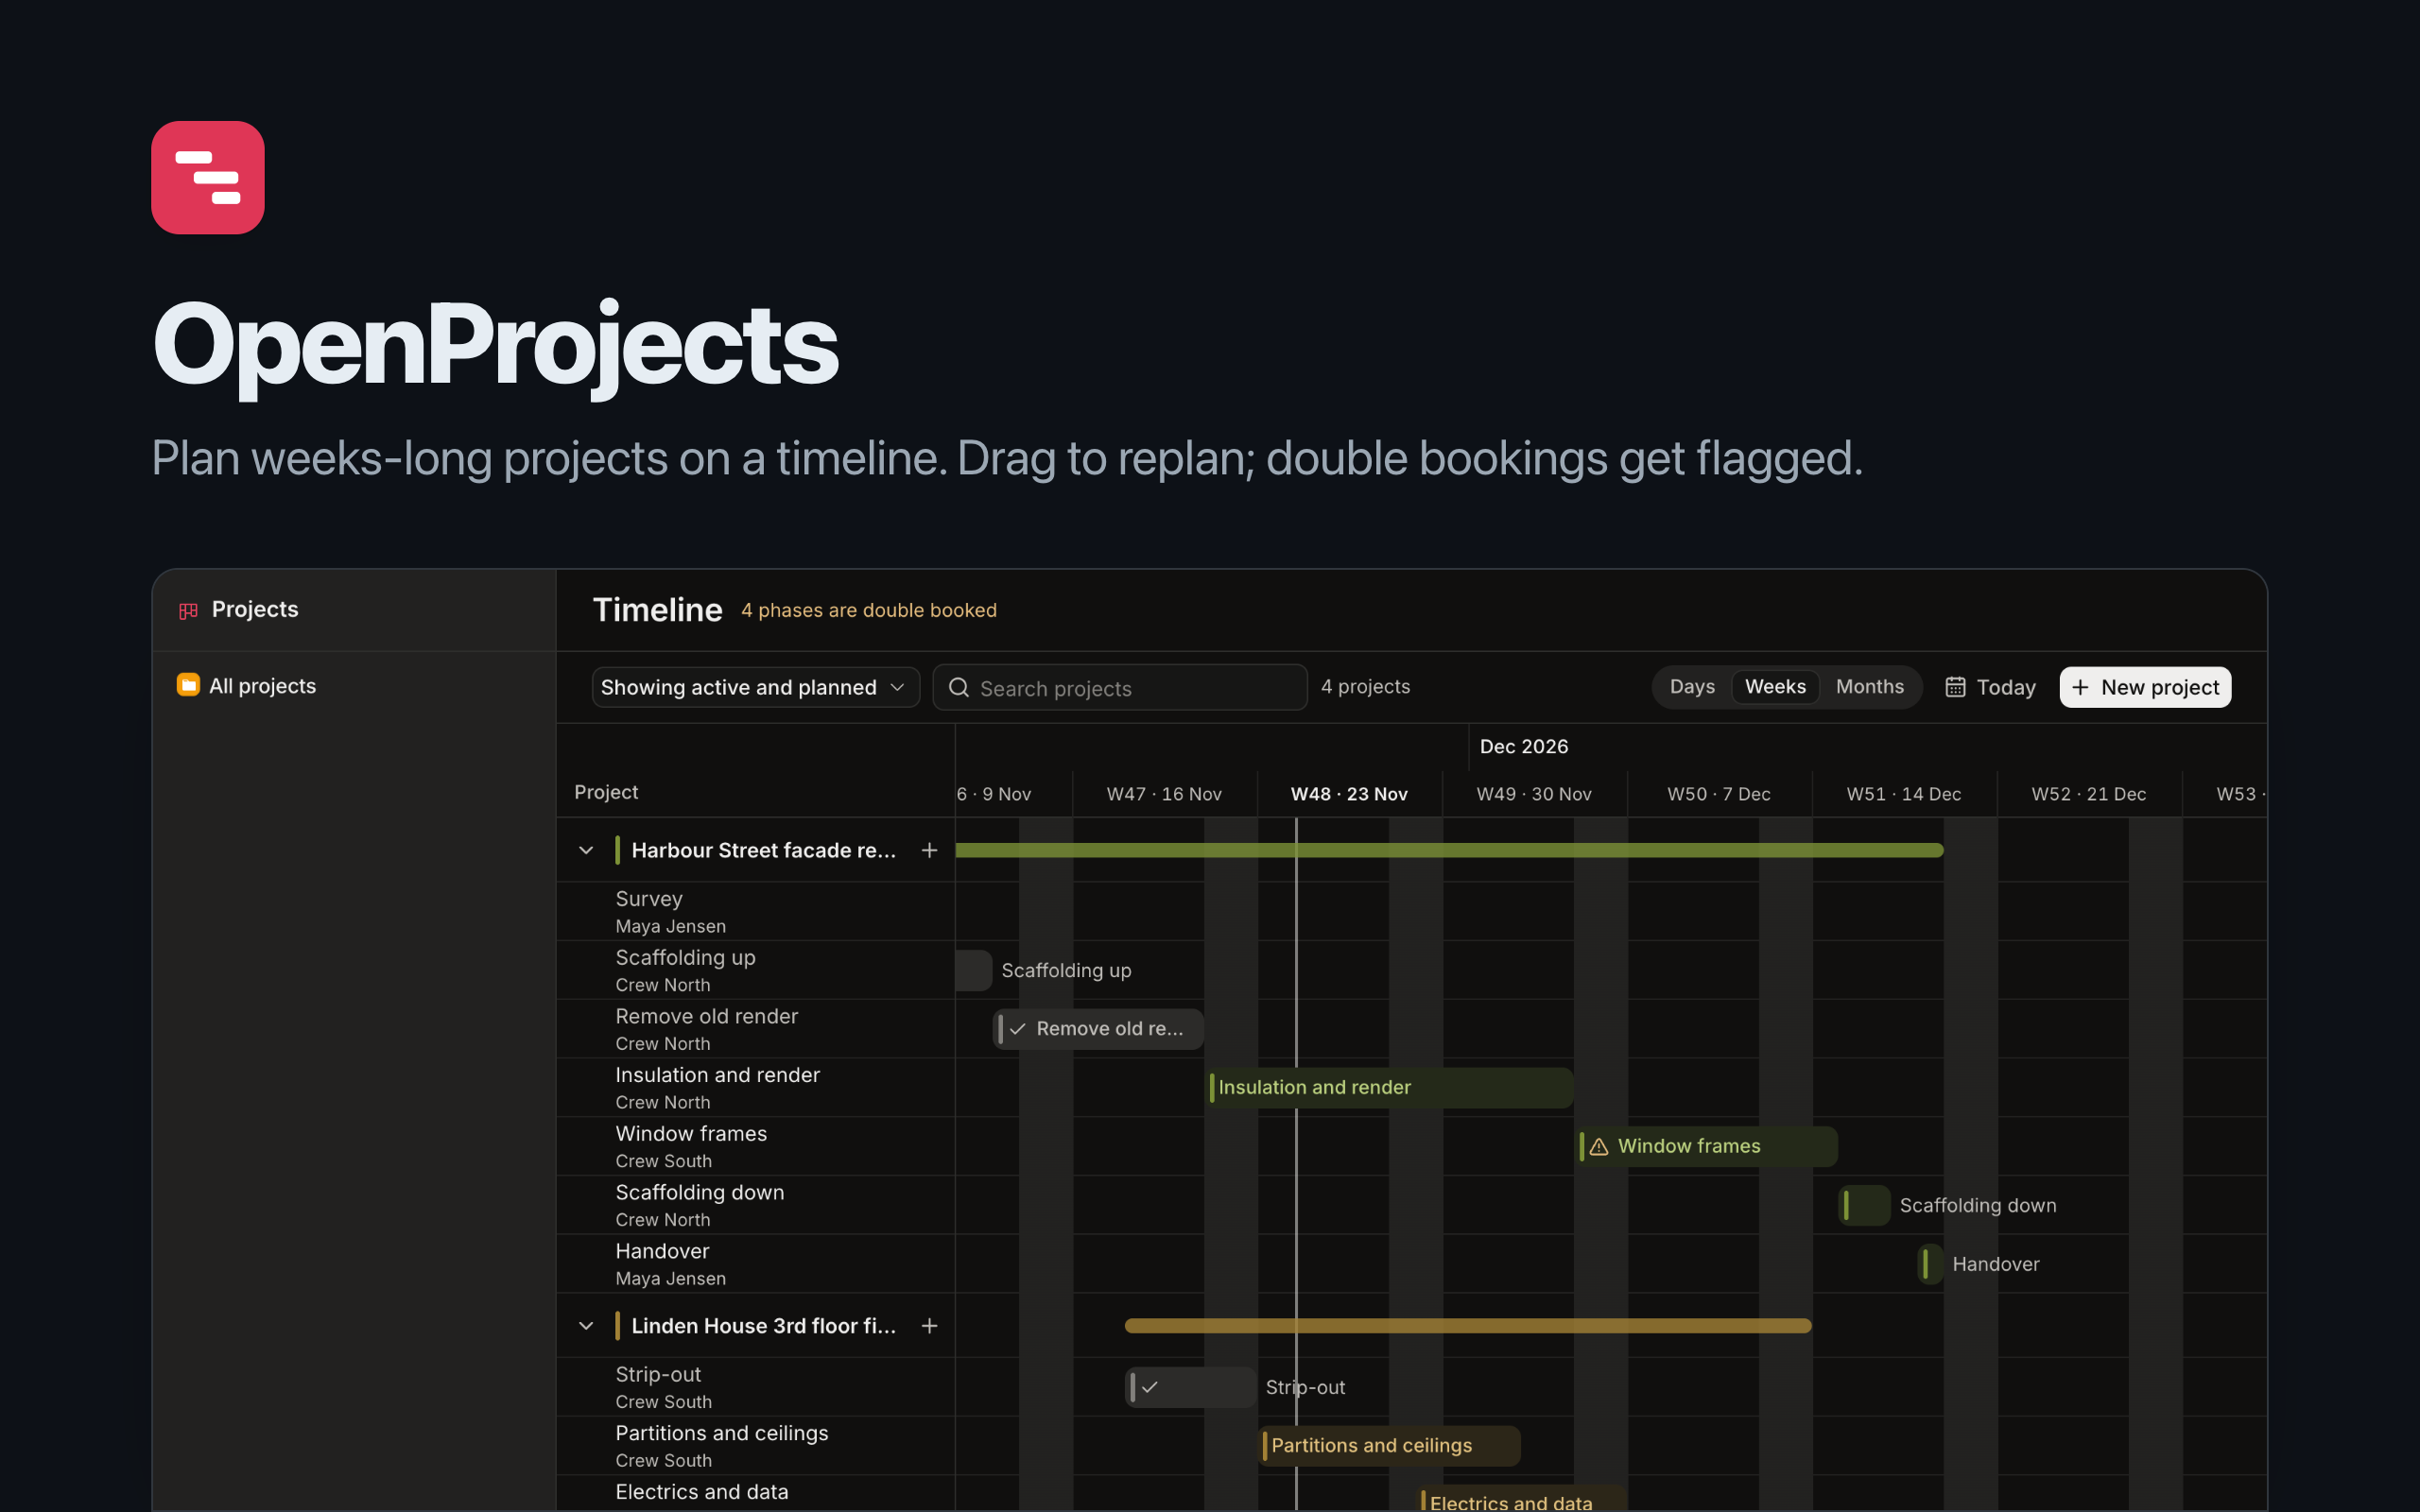 OpenProjects
Plan weeks-long projects on a timeline. Drag to replan; double bookings get flagged.
Projects
Timeline 4 phases are double booked
All projects
Showing active and planned
Search projects
4 projects
Days Weeks Months
Today
+ New project
Dec 2026
Project
6 · 9 Nov W47 · 16 Nov W48 · 23 Nov W49 · 30 Nov W50 · 7 Dec W51 · 14 Dec W52 · 21 Dec W53 ·
Harbour Street facade re... +
Survey
Maya Jensen
Scaffolding up
Crew North
Scaffolding up
Remove old render
Crew North
Remove old re...
Insulation and render
Crew North
Insulation and render
Window frames
Crew South
Window frames
Scaffolding down
Crew North
Scaffolding down
Handover
Maya Jensen
Handover
Linden House 3rd floor fi... +
Strip-out
Crew South
Strip-out
Partitions and ceilings
Crew South
Partitions and ceilings
Electrics and data
Electrics and data